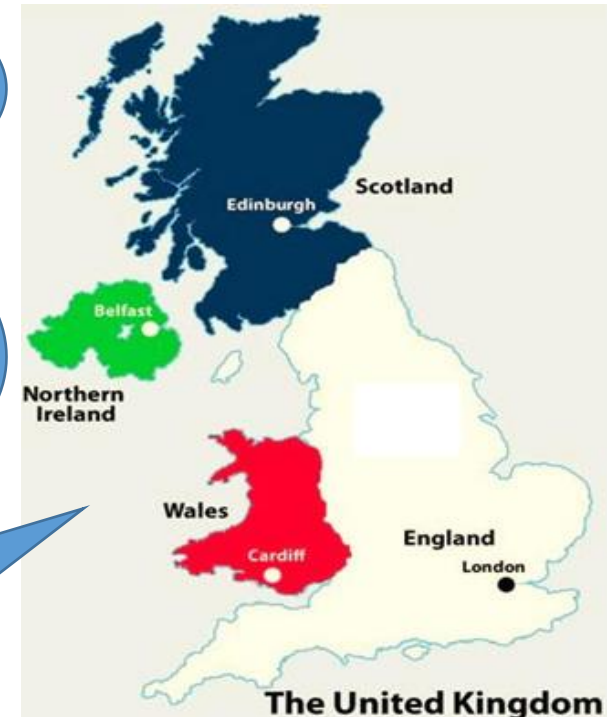 Scotland
Edinburgh
Belfast
Northern
Ireland
Wales
Cardiff
England
London
The United Kingdom